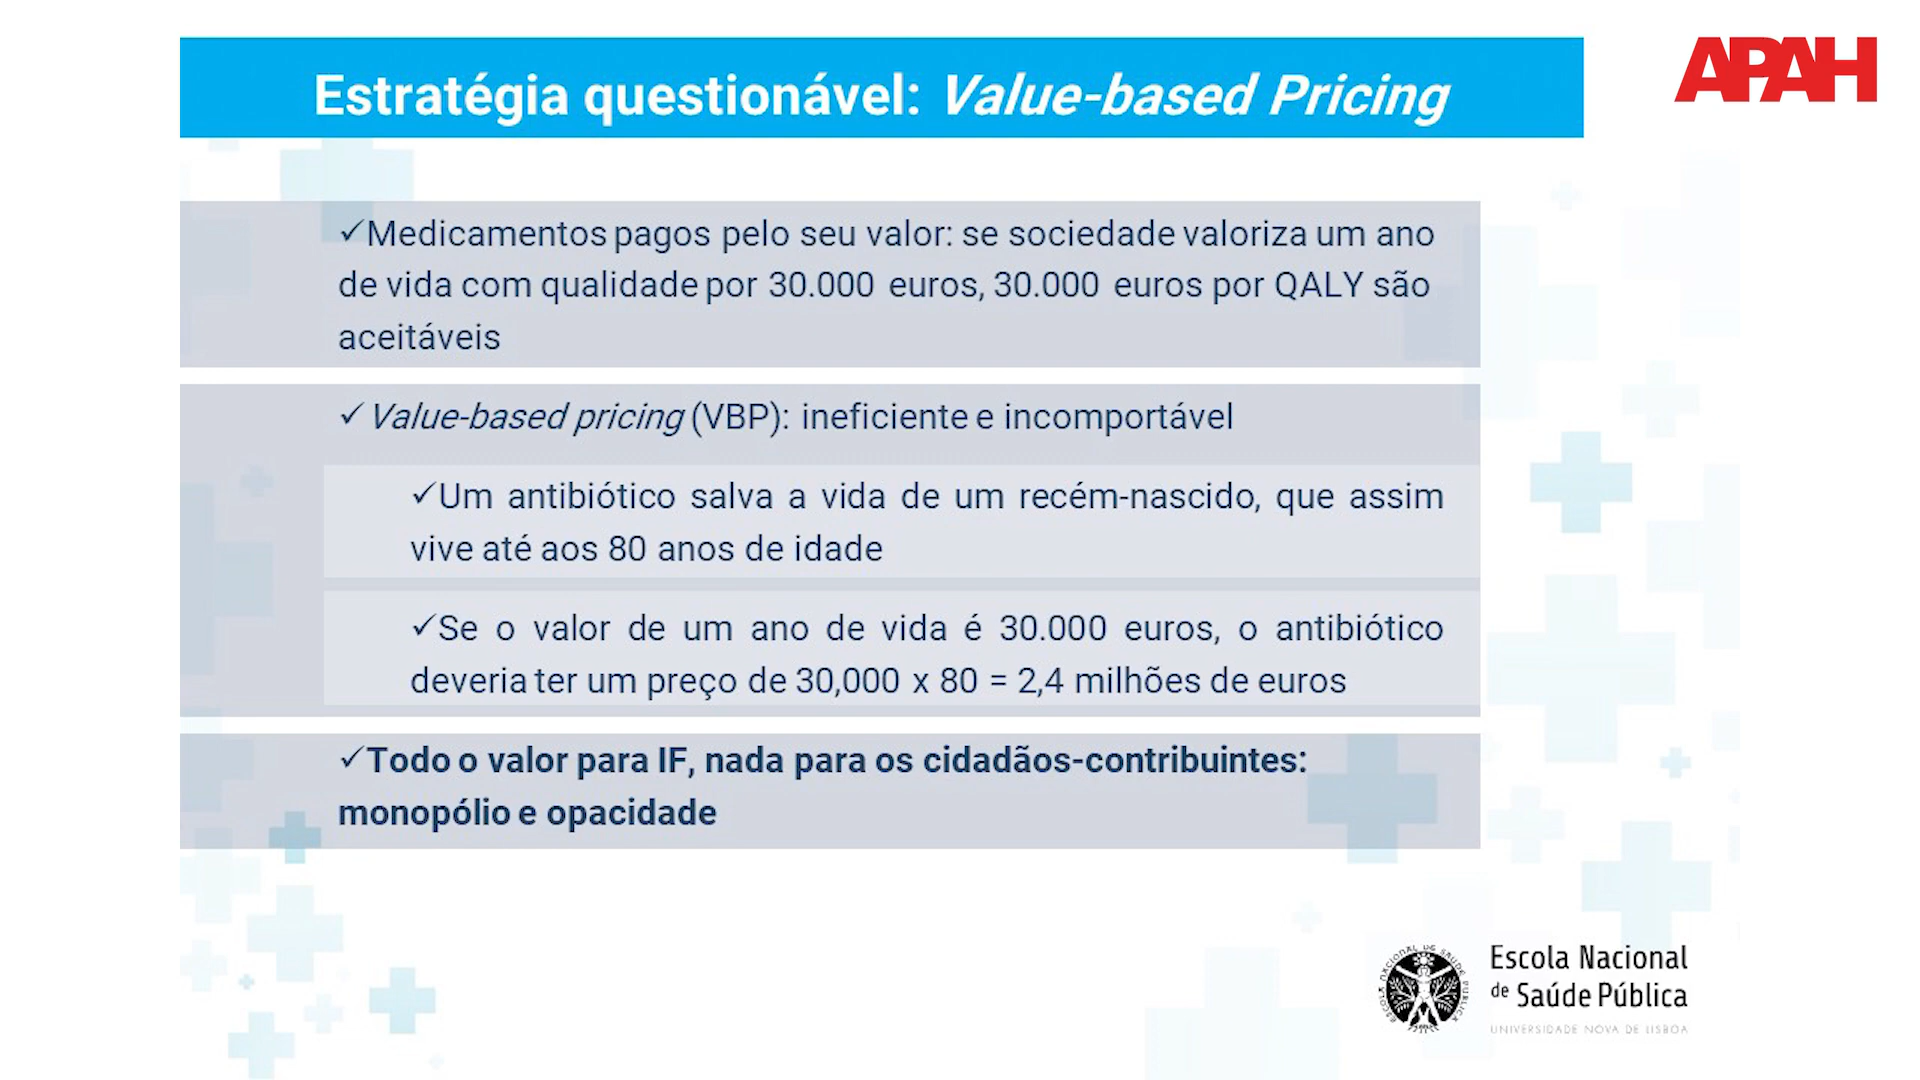 Estratégia questionável: Value-based Pricing
APAH
✓Medicamentos pagos pelo seu valor: se sociedade valoriza um ano
de vida com qualidade por 30.000 euros, 30.000 euros por QALY são
aceitáveis
✓Value-based pricing (VBP): ineficiente e incomportável
✓Um antibiótico salva a vida de um recém-nascido, que assim
vive até aos 80 anos de idade
✓Se o valor de um ano de vida é 30.000 euros, o antibiótico
deveria ter um preço de 30,000 x 80 = 2,4 milhões de euros
✓Todo o valor para IF, nada para os cidadãos-contribuintes:
monopólio e opacidade
ESCOLA NACIONAL DE SAÚDE PÚBLICA
Escola Nacional
de Saúde Pública
UNIVERSIDADE NOVA DE LISBOA